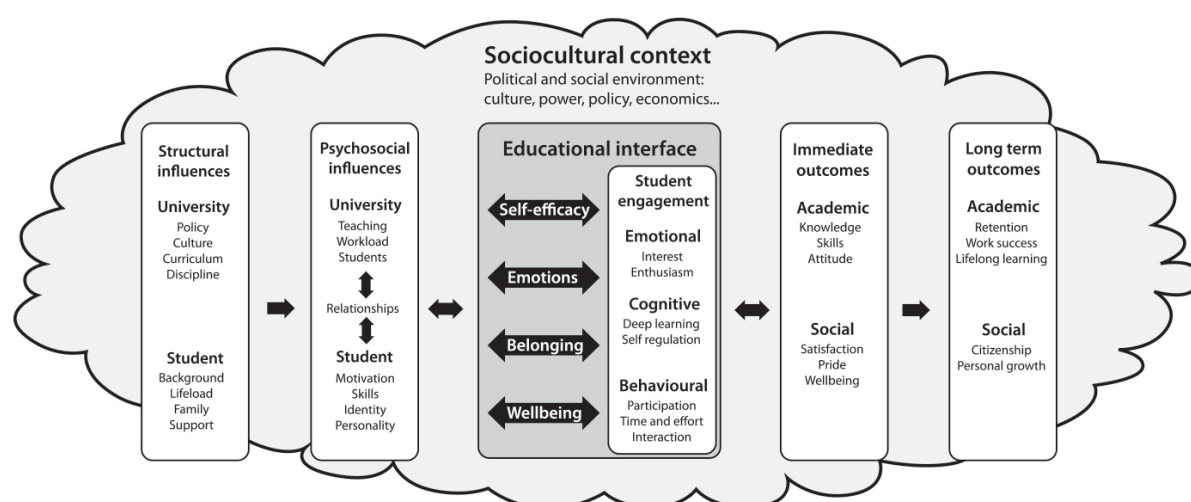 Sociocultural context
Political and social environment:
culture, power, policy, economics...
Structural
influences
University
Policy
Culture
Curriculum
Discipline
Student
Background
Lifeload
Family
Support
Psychosocial
influences
University
Teaching
Workload
Students
Relationships
Student
Motivation
Skills
Identity
Personality
Educational interface
Self-efficacy
Emotions
Belonging
Wellbeing
Student
engagement
Emotional
Interest
Enthusiasm
Cognitive
Deep learning
Self regulation
Behavioural
Participation
Time and effort
Interaction
Immediate
outcomes
Academic
Knowledge
Skills
Attitude
Social
Satisfaction
Pride
Wellbeing
Long term
outcomes
Academic
Retention
Work success
Lifelong learning
Social
Citizenship
Personal growth